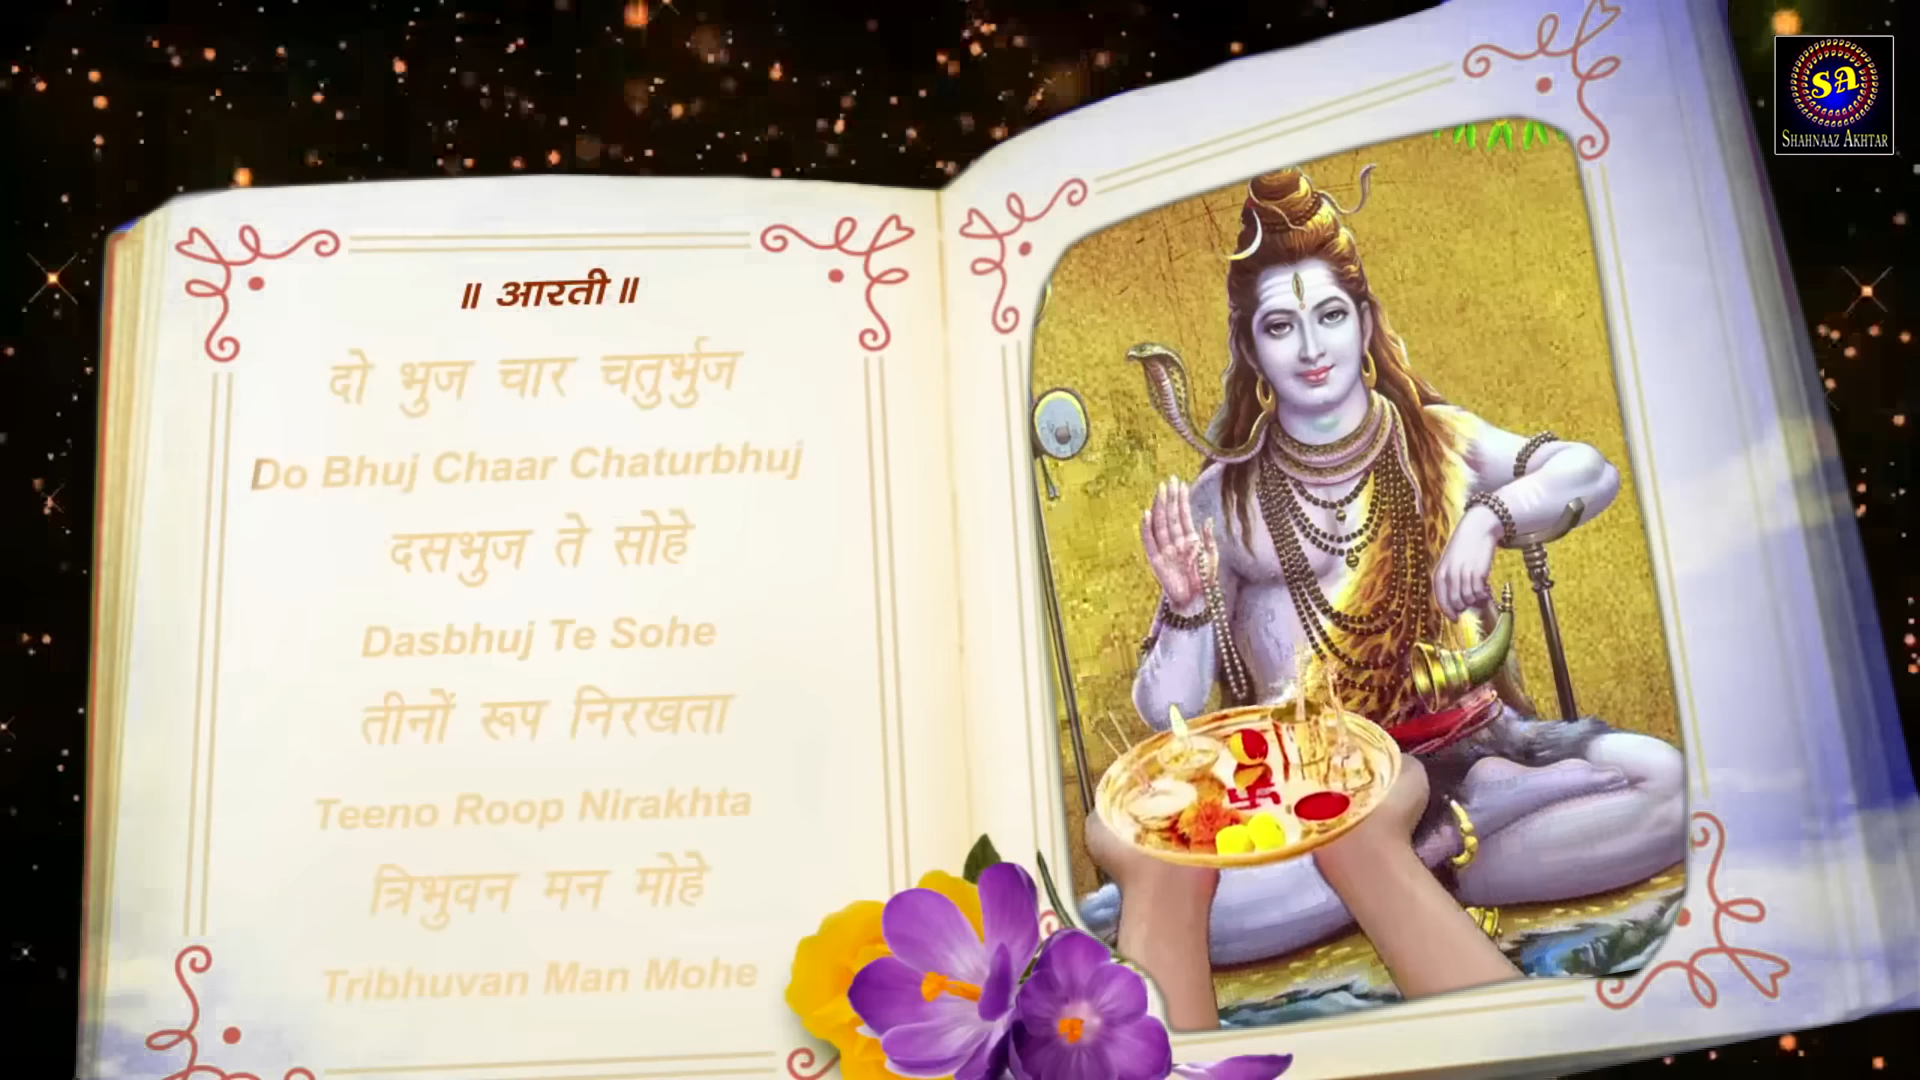 ॥ आरती ॥
दो भुज चार चतुर्भुज
Do Bhuj Chaar Chaturbhuj
दसभुज ते सोहे
Dasbhuj Te Sohe
तीनों रूप निरखता
Teeno Roop Nirakhta
त्रिभुवन मन मोहे
Tribhuvan Man Mohe
SA
SHAHNAAZ AKHTAR